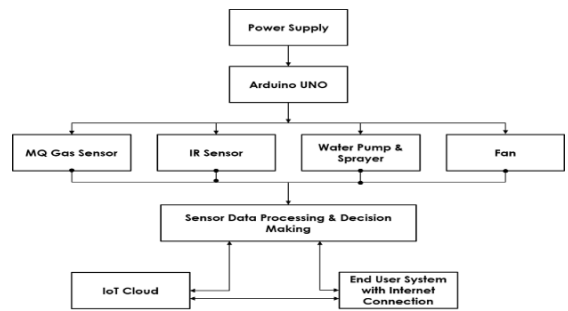 Power Supply
Arduino UNO
MQ Gas Sensor
IR Sensor
Water Pump &
Sprayer
Fan
Sensor Data Processing & Decision
Making
IoT Cloud
End User System
with Internet
Connection